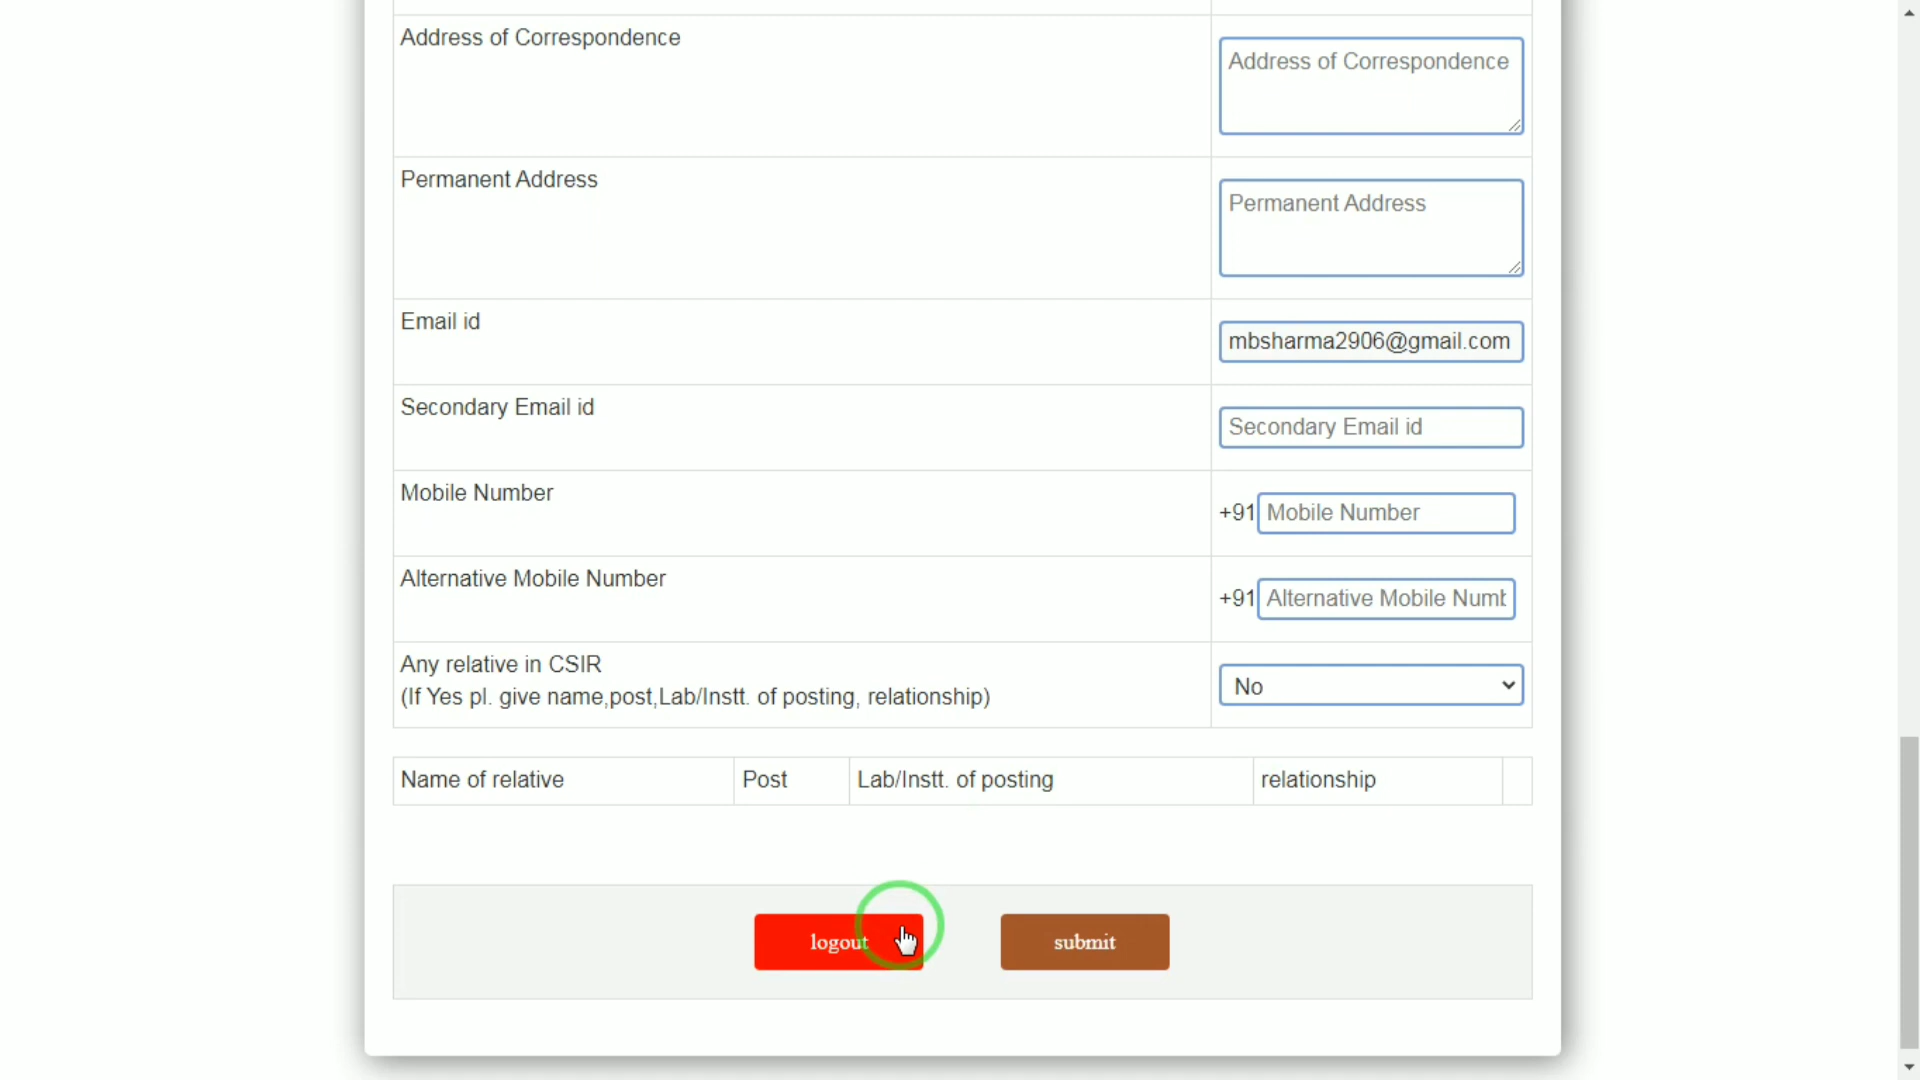 Address of Correspondence
Address of Correspondence
Permanent Address
Permanent Address
Email id
mbsharma2906@gmail.com
Secondary Email id
Secondary Email id
Mobile Number
+91 Mobile Number
Alternative Mobile Number
+91 Alternative Mobile Numb
Any relative in CSIR
(If Yes pl. give name,post,Lab/Instt. of posting, relationship)
No
Name of relative Post Lab/Instt. of posting relationship
logout submit